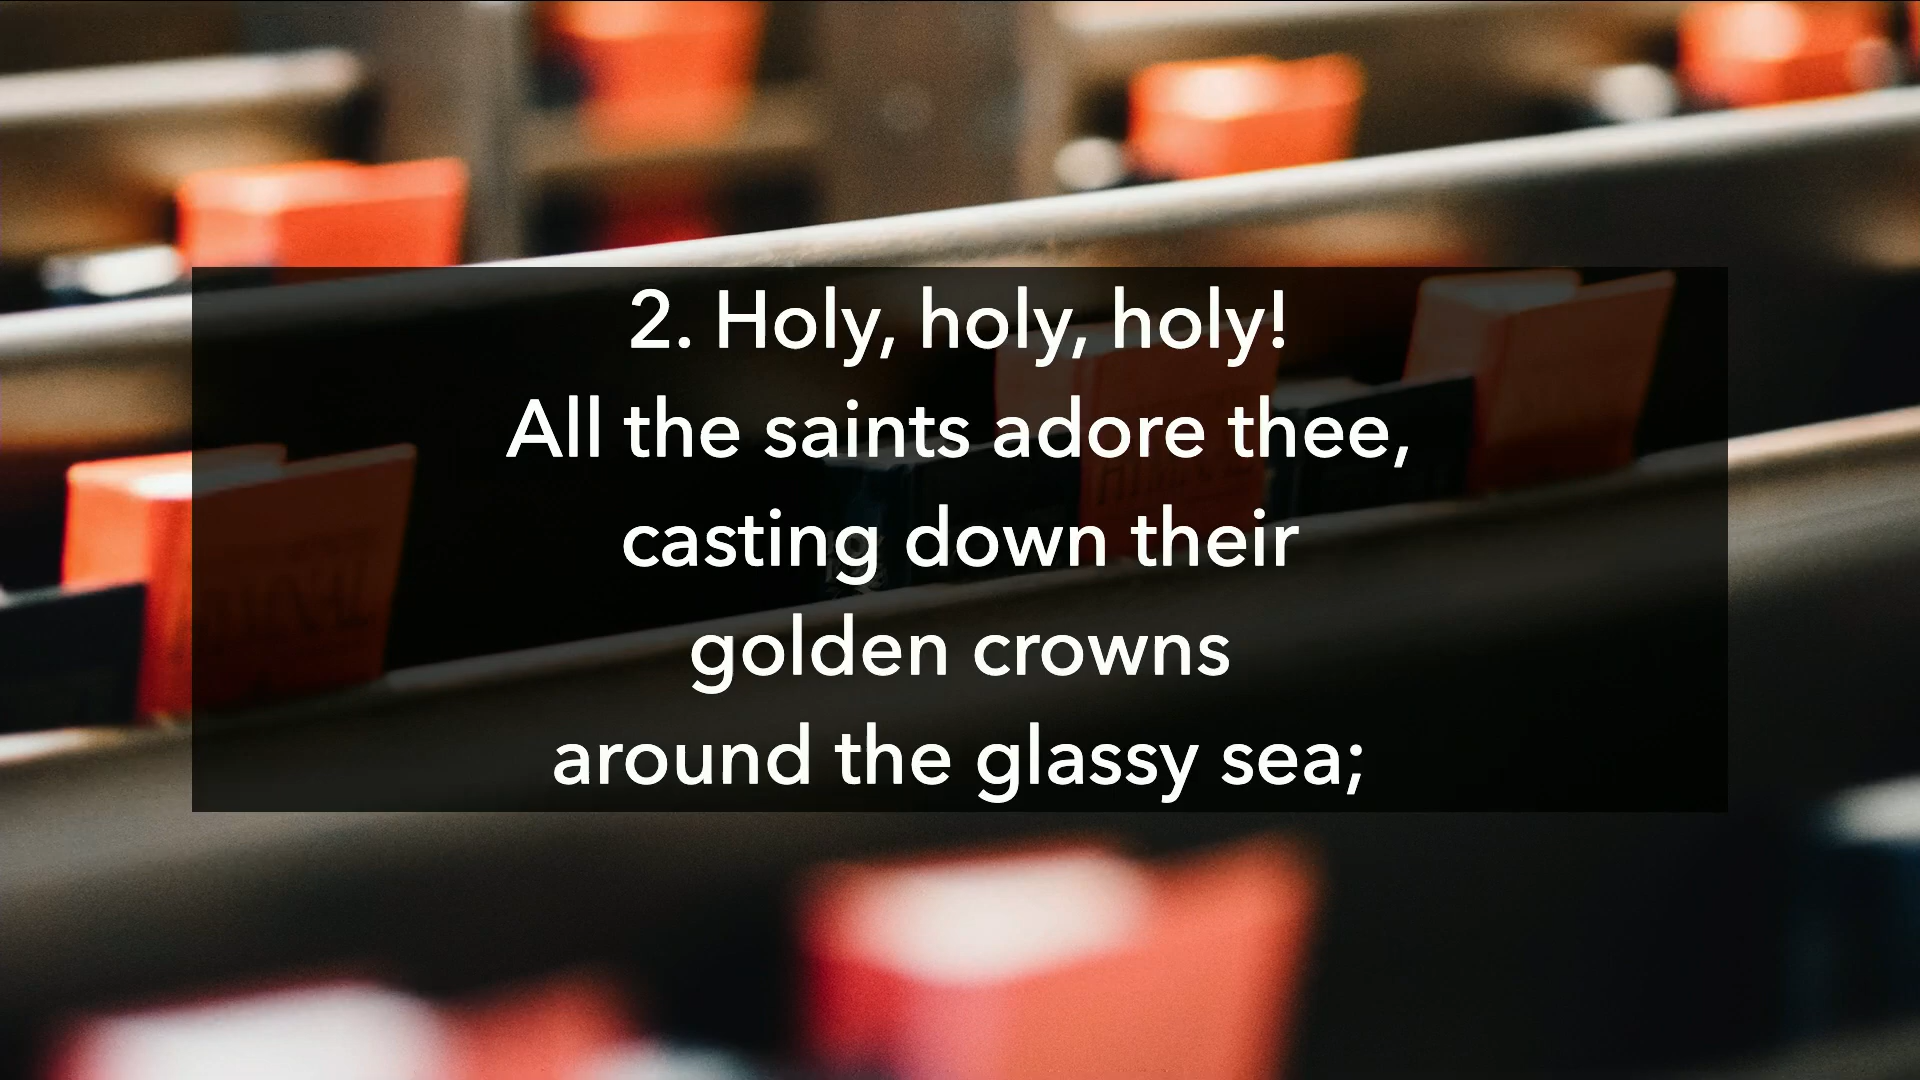 2. Holy, holy, holy!
All the saints adore thee,
casting down their
golden crowns
around the glassy sea;